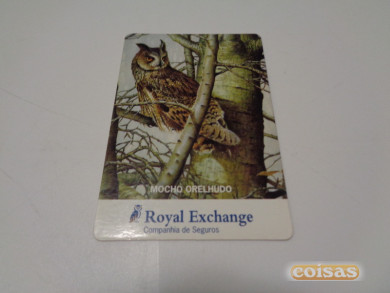 MOCHO ORELHUDO
Royal Exchange
Companhia de Seguros
coisas